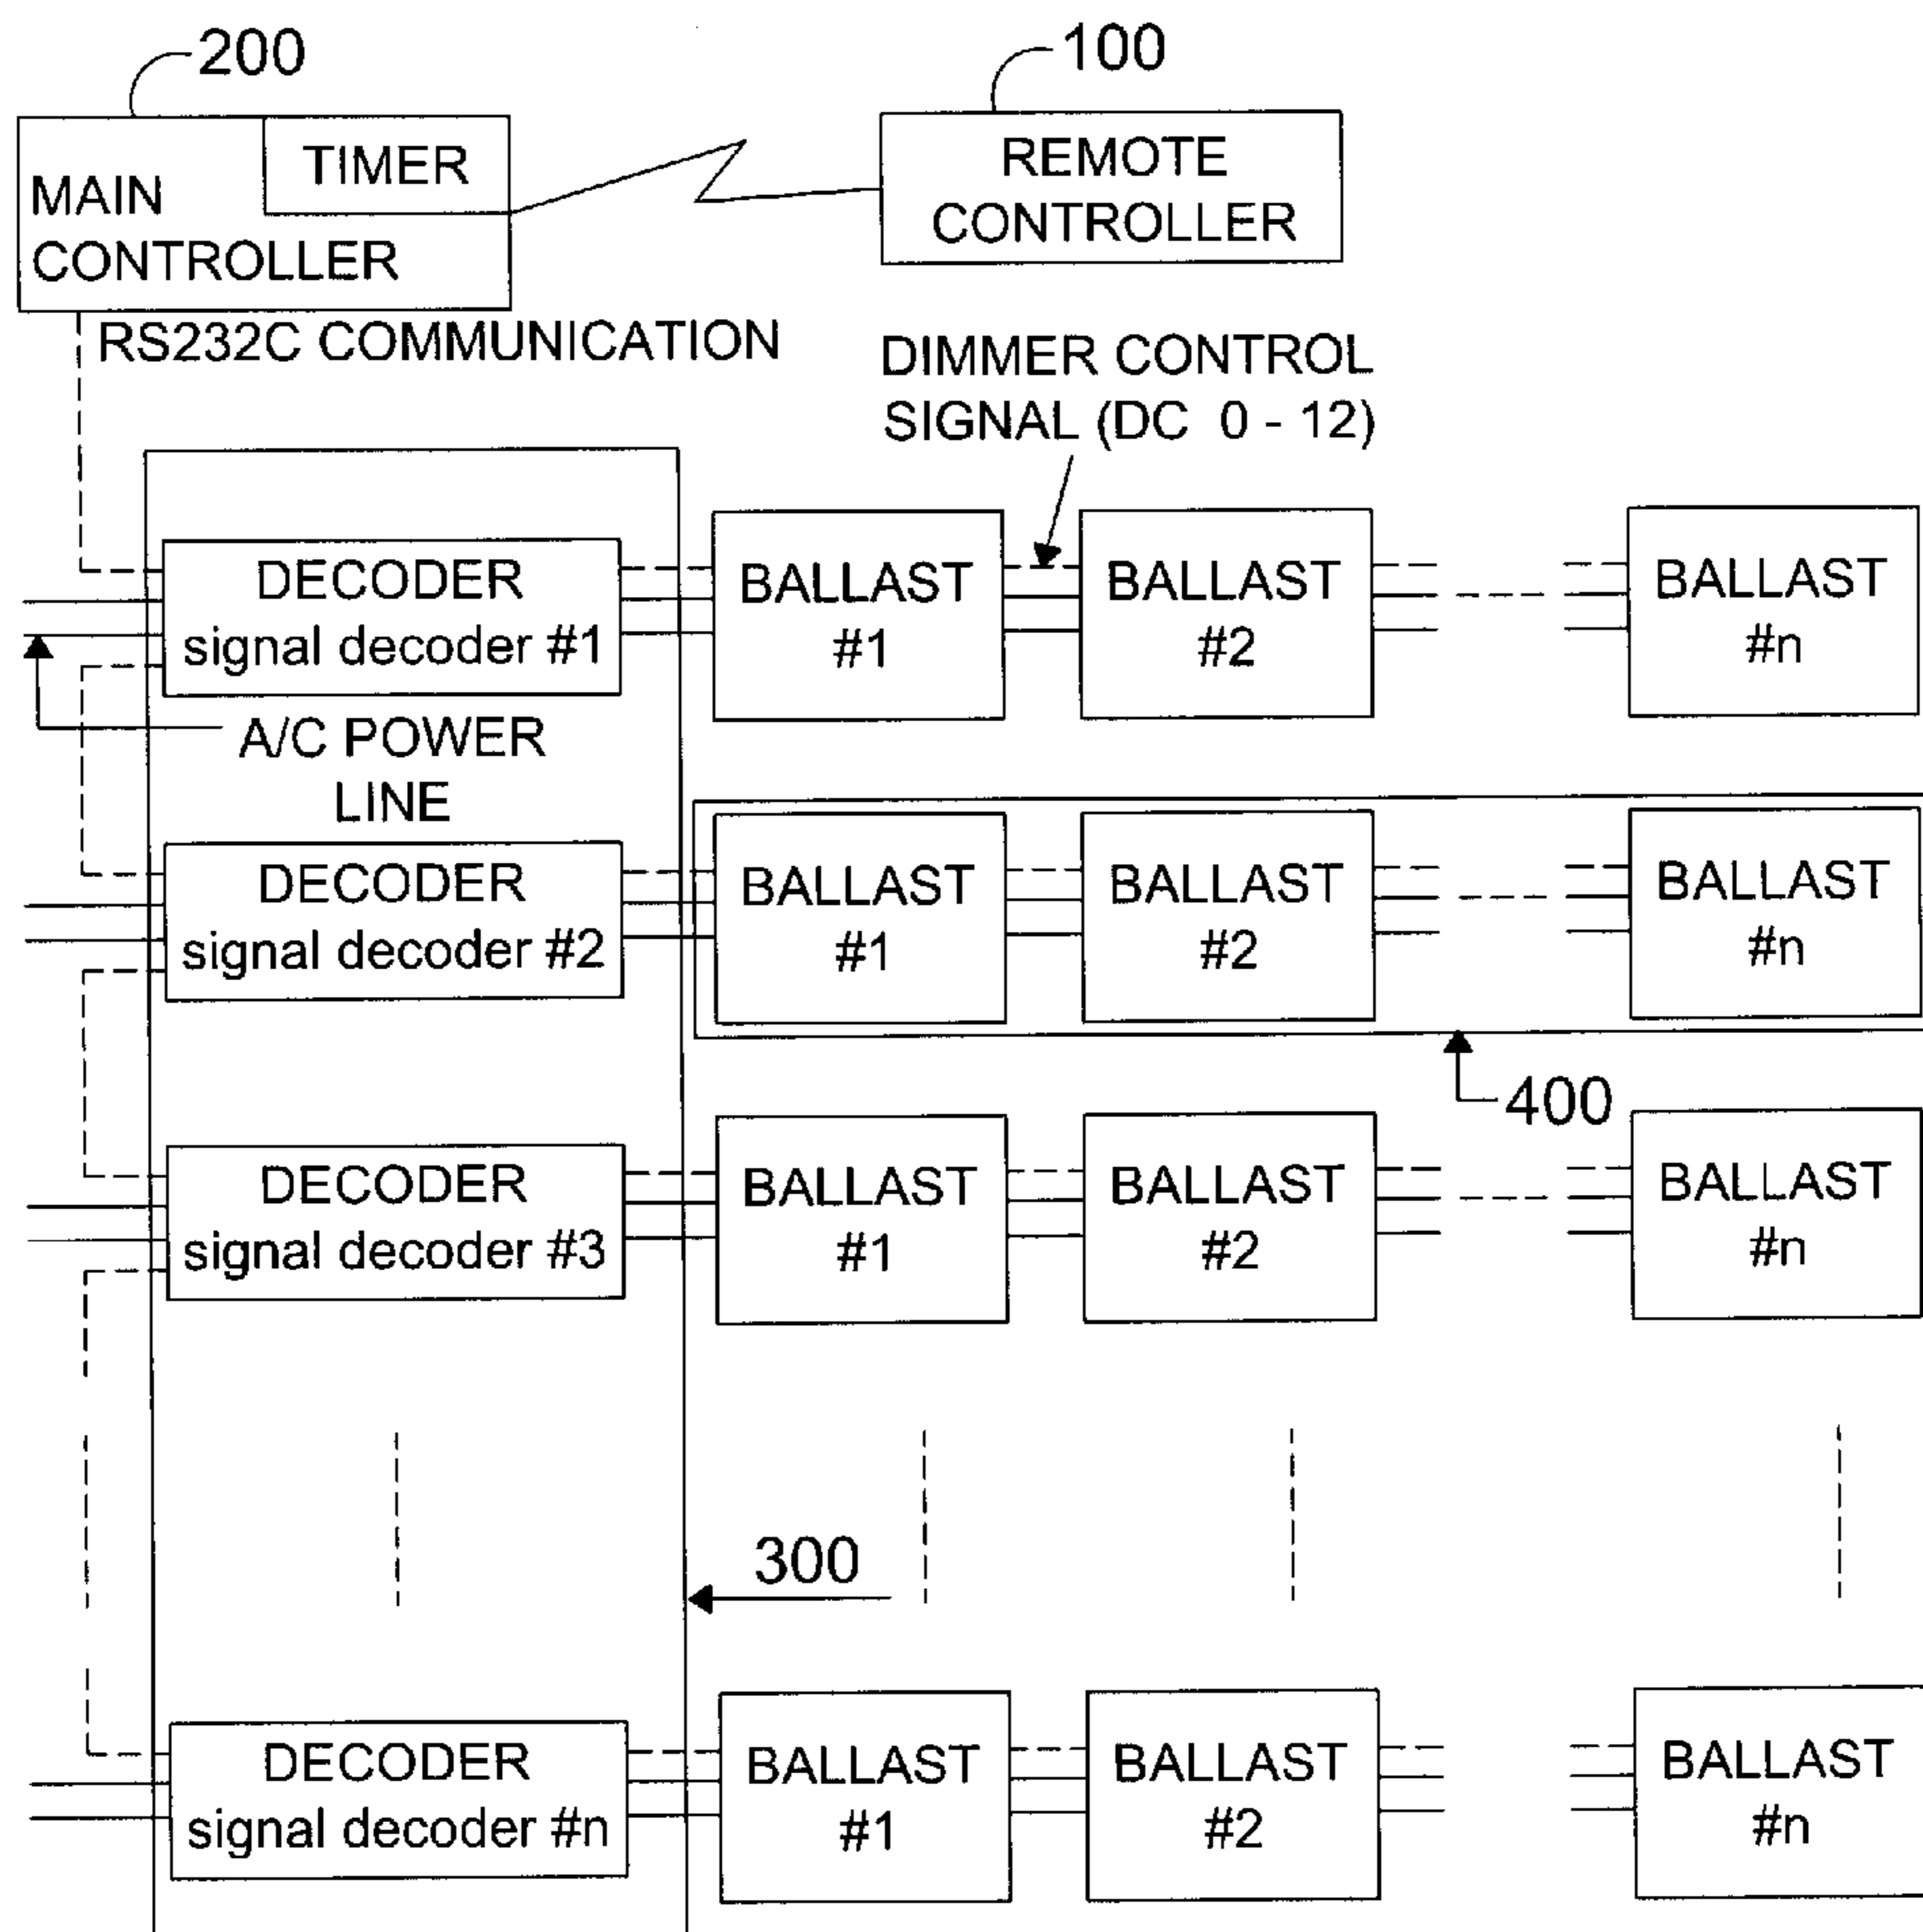 200
100
TIMER
MAIN
CONTROLLER
REMOTE
CONTROLLER
RS232C COMMUNICATION
DIMMER CONTROL
SIGNAL (DC 0 - 12)
DECODER
signal decoder #1
BALLAST
#1
BALLAST
#2
BALLAST
#n
A/C POWER
LINE
DECODER
signal decoder #2
BALLAST
#1
BALLAST
#2
BALLAST
#n
400
DECODER
signal decoder #3
BALLAST
#1
BALLAST
#2
BALLAST
#n
300
DECODER
signal decoder #n
BALLAST
#1
BALLAST
#2
BALLAST
#n